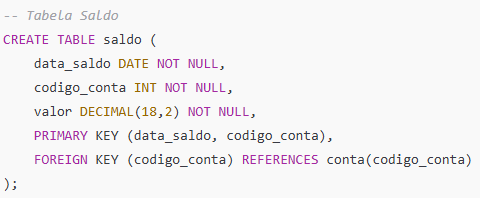 -- Tabela Saldo
CREATE TABLE saldo (
    data_saldo DATE NOT NULL,
    codigo_conta INT NOT NULL,
    valor DECIMAL(18,2) NOT NULL,
    PRIMARY KEY (data_saldo, codigo_conta),
    FOREIGN KEY (codigo_conta) REFERENCES conta(codigo_conta)
);